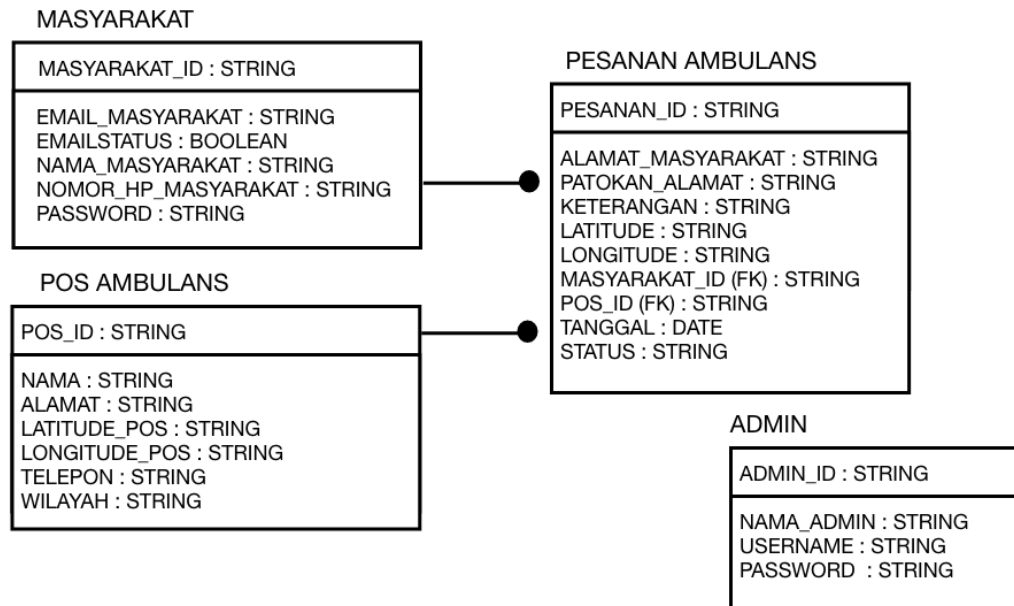 MASYARAKAT
MASYARAKAT_ID : STRING
EMAIL_MASYARAKAT : STRING
EMAILSTATUS : BOOLEAN
NAMA_MASYARAKAT : STRING
NOMOR_HP_MASYARAKAT : STRING
PASSWORD : STRING
POS AMBULANS
POS_ID : STRING
NAMA : STRING
ALAMAT : STRING
LATITUDE_POS : STRING
LONGITUDE_POS : STRING
TELEPON : STRING
WILAYAH : STRING
PESANAN AMBULANS
PESANAN_ID : STRING
ALAMAT_MASYARAKAT : STRING
PATOKAN_ALAMAT : STRING
KETERANGAN : STRING
LATITUDE : STRING
LONGITUDE : STRING
MASYARAKAT_ID (FK) : STRING
POS_ID (FK) : STRING
TANGGAL : DATE
STATUS : STRING
ADMIN
ADMIN_ID : STRING
NAMA_ADMIN : STRING
USERNAME : STRING
PASSWORD : STRING